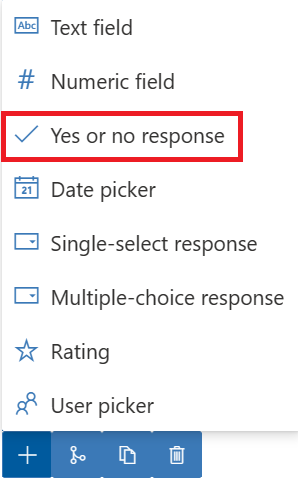 Abc Text field
# Numeric field
Yes or no response
21 Date picker
Single-select response
Multiple-choice response
Rating
User picker